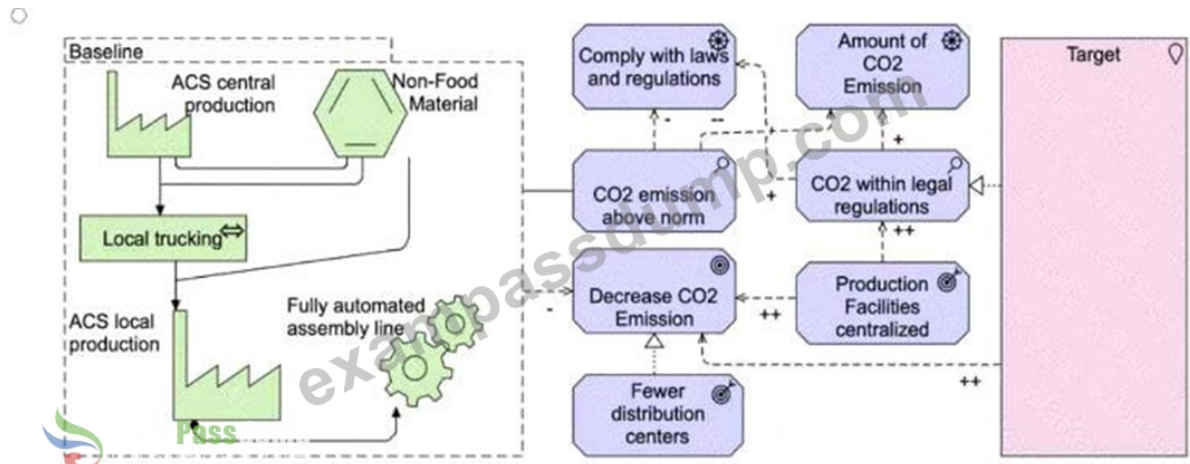 Baseline
ACS central
production
Non-Food
Material
Local trucking
ACS local
production
Fully automated
assembly line
Comply with laws
and regulations
Amount of
CO2
Emission
-
--
+
CO2 emission
above norm
+
CO2 within legal
regulations
++
Decrease CO2
Emission
-
++
Production
Facilities
centralized
++
Fewer
distribution
centers
Target
exampassdump.com
Pass